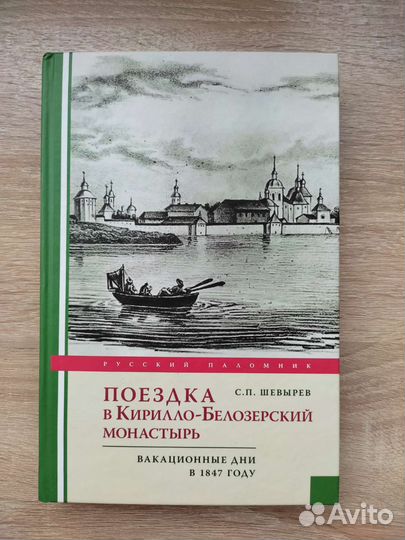 РУССКИЙ ПАЛОМНИК
С.П. ШЕВЫРЕВ
ПОЕЗДКА
В КИРИЛЛО-БЕЛОЗЕРСКИЙ
МОНАСТЫРЬ
ВАКАЦИОННЫЕ ДНИ
В 1847 ГОДУ
Avito